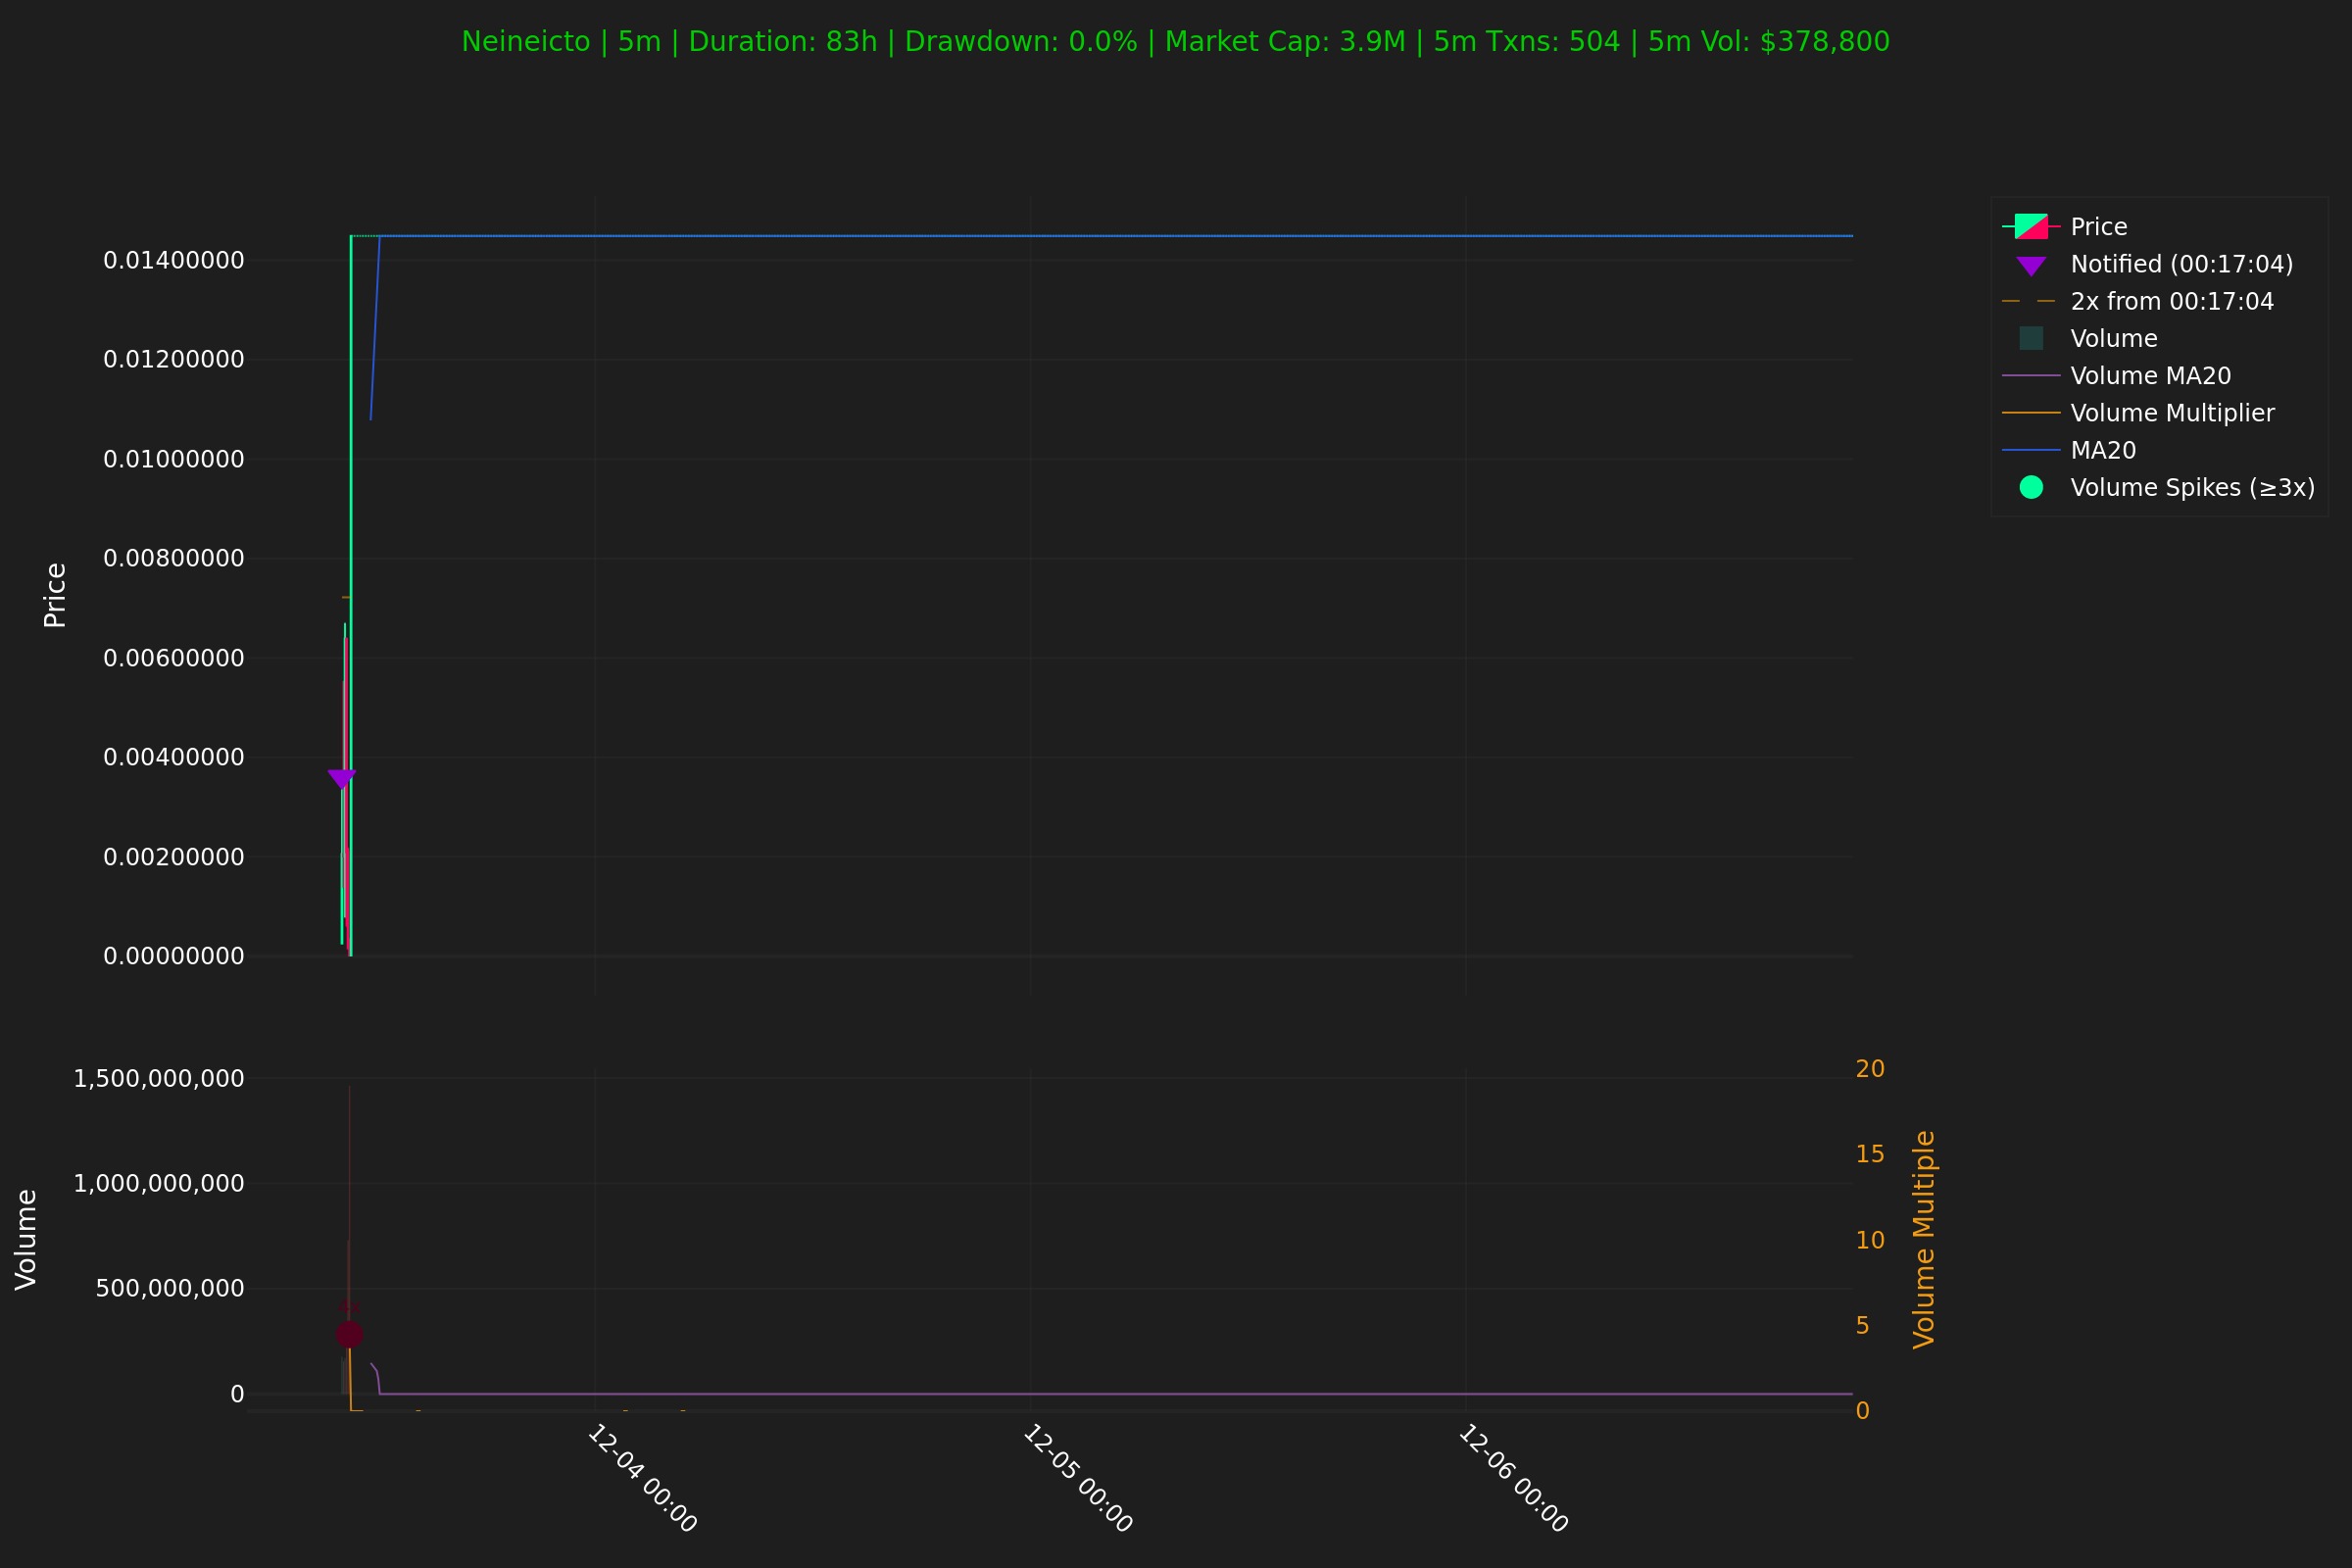 Neineicto | 5m | Duration: 83h | Drawdown: 0.0% | Market Cap: 3.9M | 5m Txns: 504 | 5m Vol: $378,800
Price
Notified (00:17:04)
2x from 00:17:04
Volume
Volume MA20
Volume Multiplier
MA20
Volume Spikes (≥3x)
Price
0.01400000
0.01200000
0.01000000
0.00800000
0.00600000
0.00400000
0.00200000
0.00000000
Volume
1,500,000,000
1,000,000,000
500,000,000
0
20
15
10
5
0
Volume Multiple
12-04 00:00
12-05 00:00
12-06 00:00